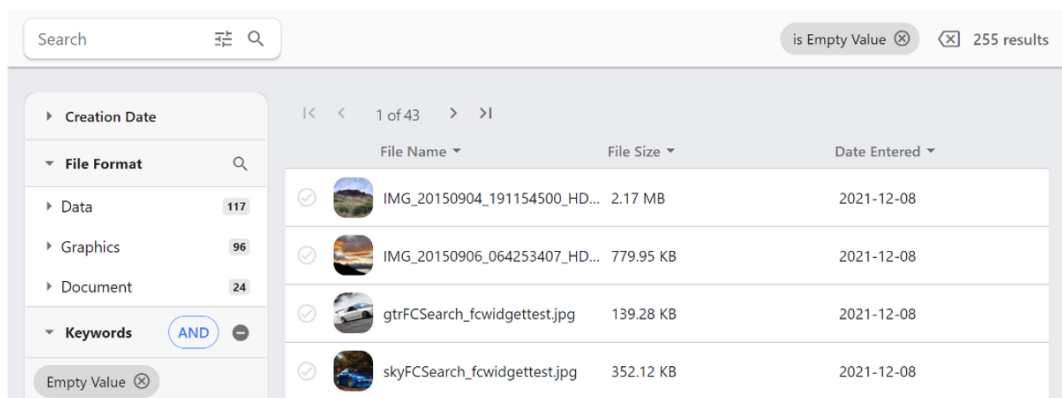 Search
is Empty Value
255 results
Creation Date
File Format
Data 117
Graphics 96
Document 24
Keywords AND
Empty Value
1 of 43
File Name File Size Date Entered
IMG_20150904_191154500_HD... 2.17 MB 2021-12-08
IMG_20150906_064253407_HD... 779.95 KB 2021-12-08
gtrFCSearch_fcwidgettest.jpg 139.28 KB 2021-12-08
skyFCSearch_fcwidgettest.jpg 352.12 KB 2021-12-08